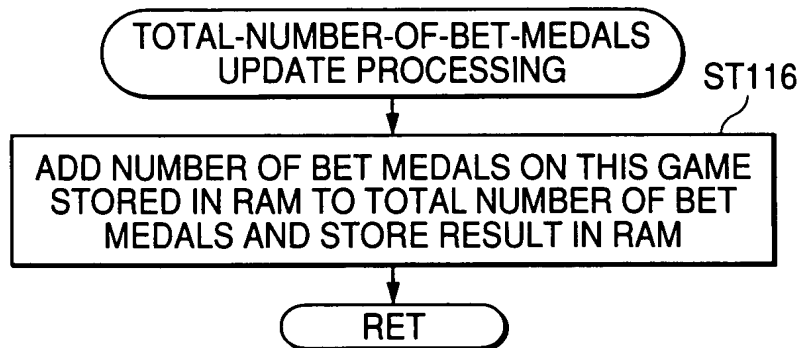 TOTAL-NUMBER-OF-BET-MEDALS
UPDATE PROCESSING
ST116
ADD NUMBER OF BET MEDALS ON THIS GAME
STORED IN RAM TO TOTAL NUMBER OF BET
MEDALS AND STORE RESULT IN RAM
RET